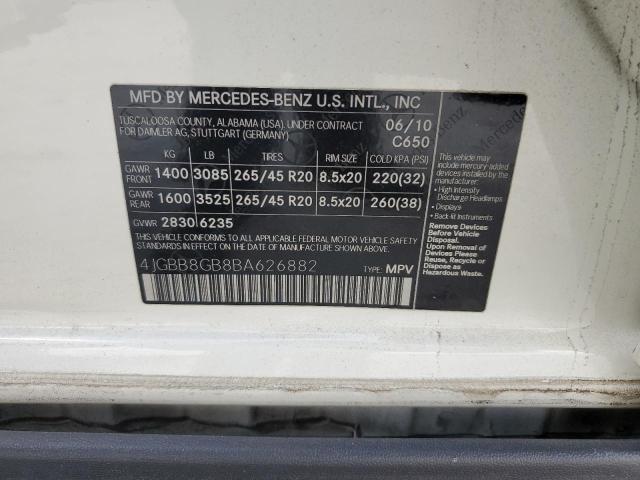 MFD BY MERCEDES-BENZ U.S. INTL., INC
TUSCALOOSA COUNTY, ALABAMA (USA), UNDER CONTRACT 06/10
FOR DAIMLER AG, STUTTGART (GERMANY) C650
KG LB TIRES RIM SIZE COLD KPA (PSI)
GAWR FRONT 1400 3085 265/45 R20 8.5x20 220(32)
GAWR REAR 1600 3525 265/45 R20 8.5x20 260(38)
GVWR 2830 6235
THIS VEHICLE CONFORMS TO ALL APPLICABLE FEDERAL MOTOR VEHICLE SAFETY
STANDARDS IN EFFECT ON THE DATE OF MANUFACTURE SHOWN ABOVE.
4JGBB8GB8BA626882 TYPE: MPV
This vehicle may
include mercury-added
devices installed by
the manufacturer:
• High Intensity
Discharge Headlamps
• Displays
• Back-lit Instruments
Remove Devices
Before Vehicle
Disposal.
Upon Removal of
Devices Please
Reuse, Recycle or
Dispose as
Hazardous Waste.